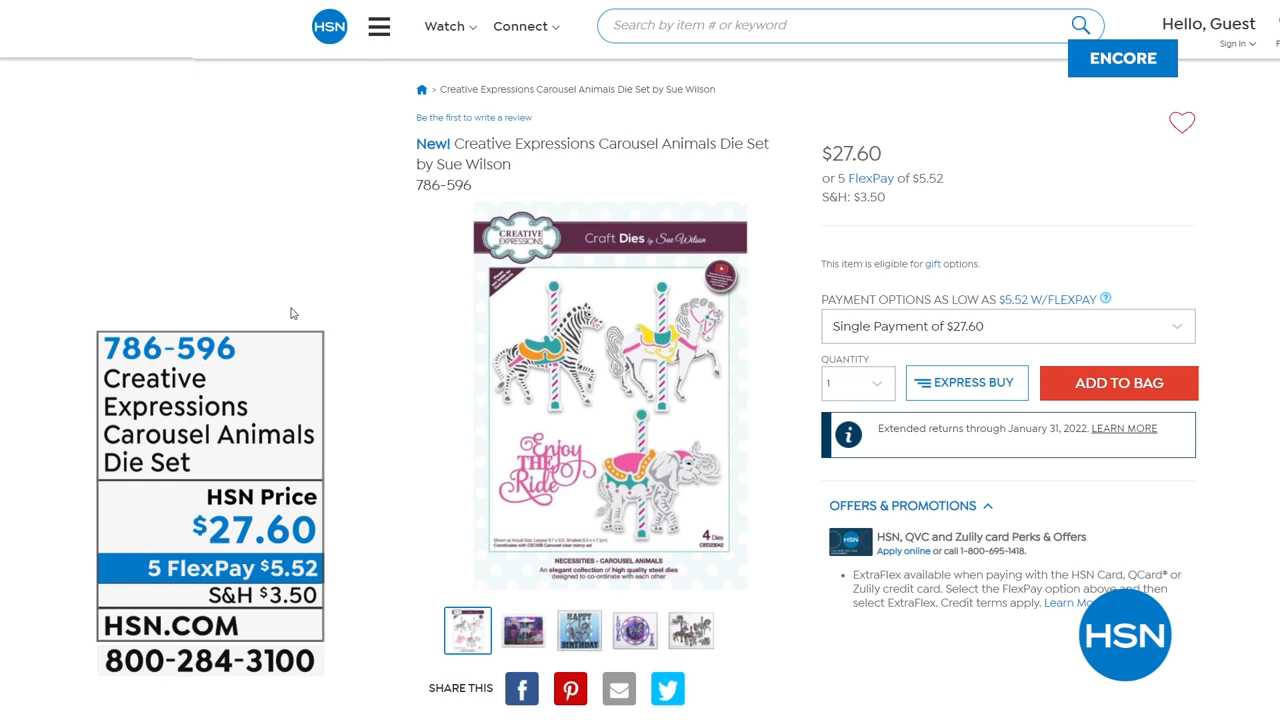 HSN
Watch
Connect
Search by item # or keyword
Hello, Guest
Sign In
F
ENCORE
> Creative Expressions Carousel Animals Die Set by Sue Wilson
Be the first to write a review
New! Creative Expressions Carousel Animals Die Set
by Sue Wilson
786-596
$27.60
or 5 FlexPay of $5.52
S&H: $3.50
This item is eligible for gift options.
PAYMENT OPTIONS AS LOW AS $5.52 W/FLEXPAY ?
Single Payment of $27.60
QUANTITY
1
EXPRESS BUY
ADD TO BAG
Extended returns through January 31, 2022. LEARN MORE
OFFERS & PROMOTIONS
HSN, QVC and Zulily card Perks & Offers
Apply online or call 1-800-695-1418.
• ExtraFlex available when paying with the HSN Card, QCard® or
Zulily credit card. Select the FlexPay option above and then
select ExtraFlex. Credit terms apply. Learn Mo
HSN
CREATIVE
EXPRESSIONS
Craft Dies by Sue Wilson
Enjoy
THE
Ride
4 Dies
CED23042
NECESSITIES - CAROUSEL ANIMALS
An elegant collection of high quality steel dies
designed to co-ordinate with each other
HAPPY
BIRTHDAY
SHARE THIS
786-596
Creative
Expressions
Carousel Animals
Die Set
HSN Price
$27.60
5 FlexPay $5.52
S&H $3.50
HSN.COM
800-284-3100